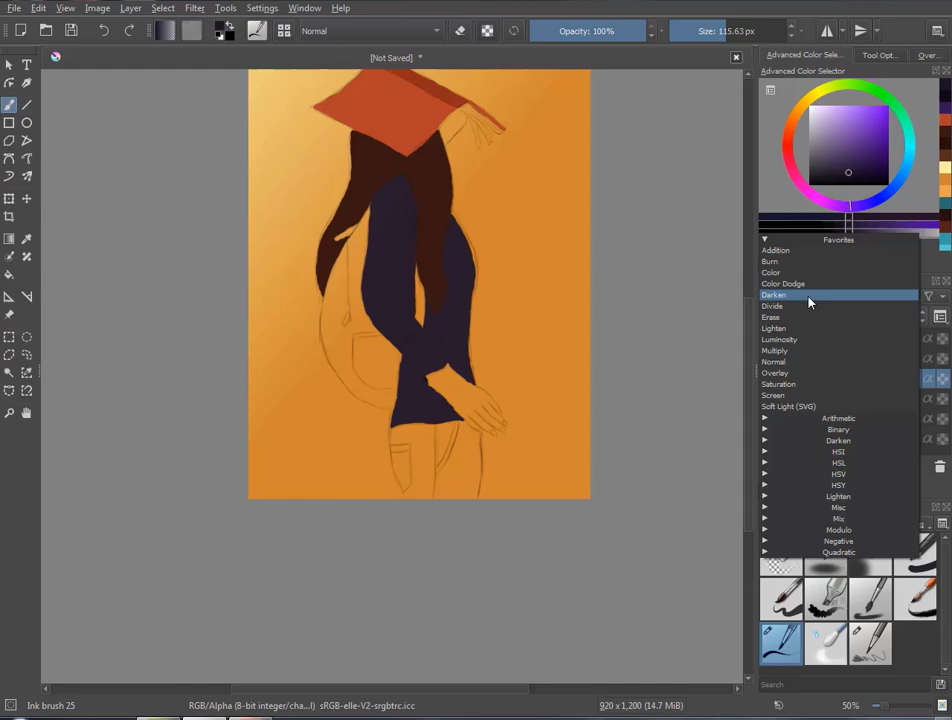 File Edit View Image Layer Select Filter Tools Settings Window Help
Normal
Opacity: 100%
Size: 115.63 px
[Not Saved] *
Advanced Color Sele...
Tool Opt...
Over...
Advanced Color Selector
Favorites
Addition
Burn
Color
Color Dodge
Darken
Divide
Erase
Lighten
Luminosity
Multiply
Normal
Overlay
Saturation
Screen
Soft Light (SVG)
Arithmetic
Binary
Darken
HSI
HSL
HSV
HSY
Lighten
Misc
Mix
Modulo
Negative
Quadratic
Search
Ink brush 25
RGB/Alpha (8-bit integer/cha...l) sRGB-elle-V2-srgbtrc.icc
920 x 1,200 (14.7 MiB)
50%